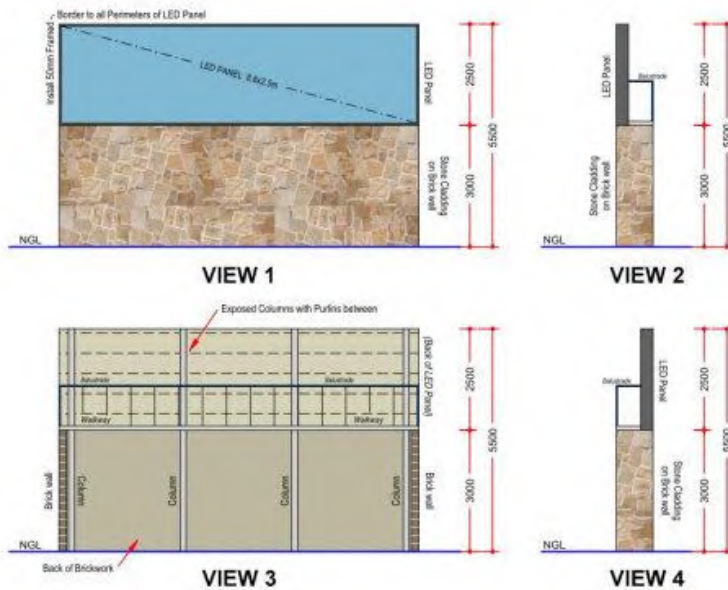 Border to all Perimeters of LED Panel
Install 50mm Framed
LED PANEL 8.8x2.5m
LED Panel
2500
5500
Stone Cladding
on Brick wall
3000
NGL
VIEW 1
LED Panel
Balustrade
2500
5500
Stone Cladding
on Brick wall
3000
NGL
VIEW 2
Exposed Columns with Purlins between
(Back of LED Panel)
Balustrade
Balustrade
Walkway
Walkway
2500
5500
Brick wall
Column
Column
Column
Column
Brick wall
3000
NGL
Back of Brickwork
VIEW 3
Balustrade
LED Panel
2500
5500
Stone Cladding
on Brick wall
3000
NGL
VIEW 4